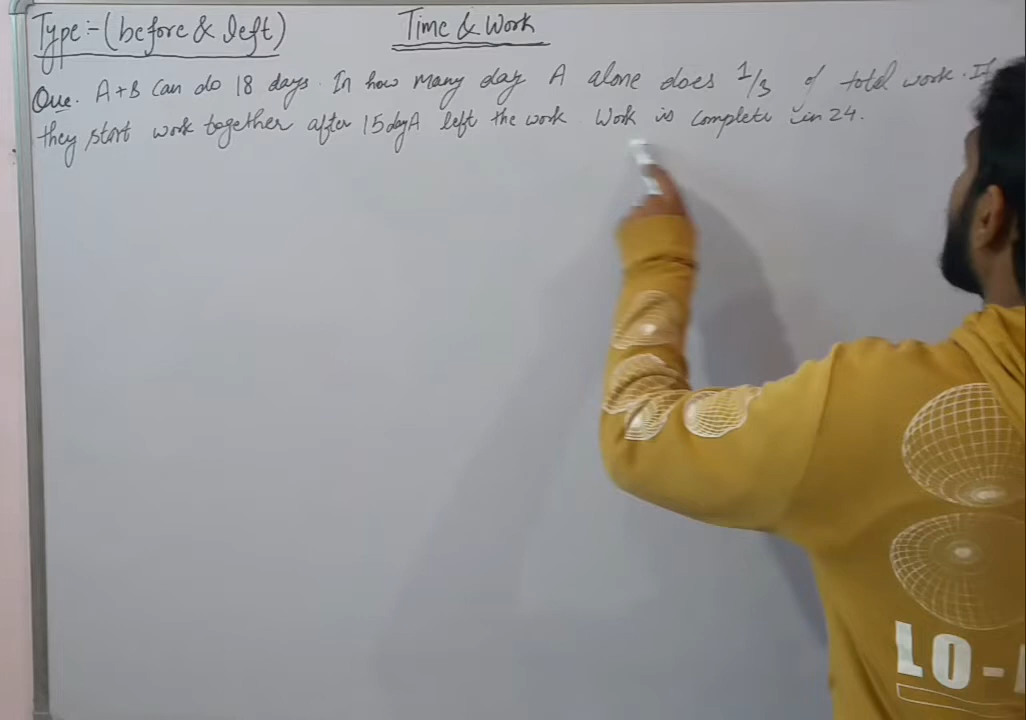 Type:-(before & left)
Time & Work
Que. A+B Can do 18 days. In how many day A alone does 1/3 of total work. If
they start work together after 15 day A left the work. Work is complete in 24.
LO-